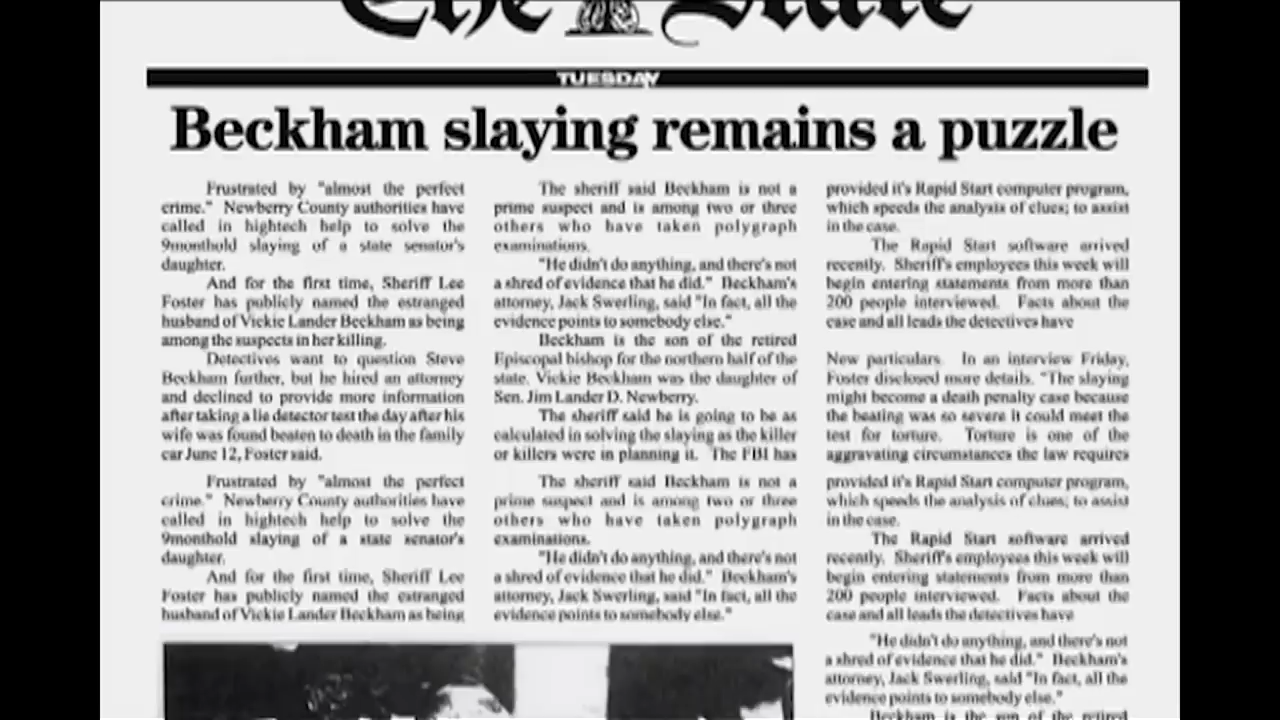 The State
TUESDAY
Beckham slaying remains a puzzle
Frustrated by "almost the perfect
crime." Newberry County authorities have
called in hightech help to solve the
9monthold slaying of a state senator's
daughter.
And for the first time, Sheriff Lee
Foster has publicly named the estranged
husband of Vickie Lander Beckham as being
among the suspects in her killing.
Detectives want to question Steve
Beckham further, but he hired an attorney
and declined to provide more information
after taking a lie detector test the day after his
wife was found beaten to death in the family
car June 12, Foster said.
Frustrated by "almost the perfect
crime." Newberry County authorities have
called in hightech help to solve the
9monthold slaying of a state senator's
daughter.
And for the first time, Sheriff Lee
Foster has publicly named the estranged
husband of Vickie Lander Beckham as being
The sheriff said Beckham is not a
prime suspect and is among two or three
others who have taken polygraph
examinations.
"He didn't do anything, and there's not
a shred of evidence that he did." Beckham's
attorney, Jack Swerling, said "In fact, all the
evidence points to somebody else."
Beckham is the son of the retired
Episcopal bishop for the northern half of the
state. Vickie Beckham was the daughter of
Sen. Jim Lander D. Newberry.
The sheriff said he is going to be as
calculated in solving the slaying as the killer
or killers were in planning it. The FBI has
The sheriff said Beckham is not a
prime suspect and is among two or three
others who have taken polygraph
examinations.
"He didn't do anything, and there's not
a shred of evidence that he did." Beckham's
attorney, Jack Swerling, said "In fact, all the
evidence points to somebody else."
provided it's Rapid Start computer program,
which speeds the analysis of clues; to assist
in the case.
The Rapid Start software arrived
recently. Sheriff's employees this week will
begin entering statements from more than
200 people interviewed. Facts about the
case and all leads the detectives have
New particulars. In an interview Friday,
Foster disclosed more details. "The slaying
might become a death penalty case because
the beating was so severe it could meet the
test for torture. Torture is one of the
aggravating circumstances the law requires
provided it's Rapid Start computer program,
which speeds the analysis of clues; to assist
in the case.
The Rapid Start software arrived
recently. Sheriff's employees this week will
begin entering statements from more than
200 people interviewed. Facts about the
case and all leads the detectives have
"He didn't do anything, and there's not
a shred of evidence that he did." Beckham's
attorney, Jack Swerling, said "In fact, all the
evidence points to somebody else."
Beckham is the son of the retired